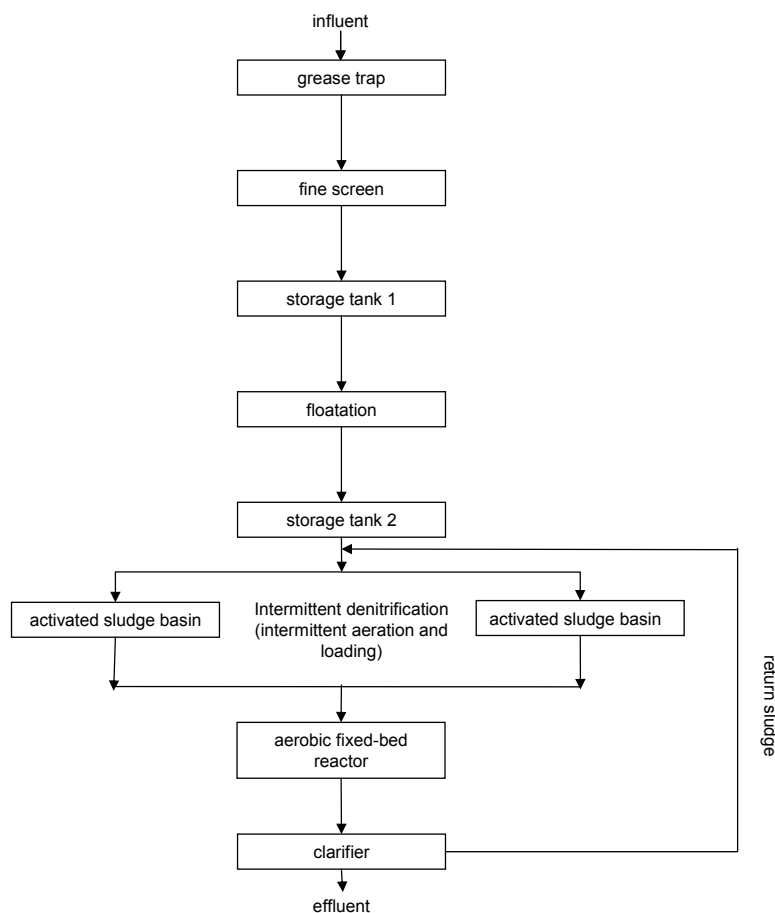 influent
grease trap
fine screen
storage tank 1
floatation
storage tank 2
activated sludge basin
Intermittent denitrification
(intermittent aeration and
loading)
activated sludge basin
return sludge
aerobic fixed-bed
reactor
clarifier
effluent